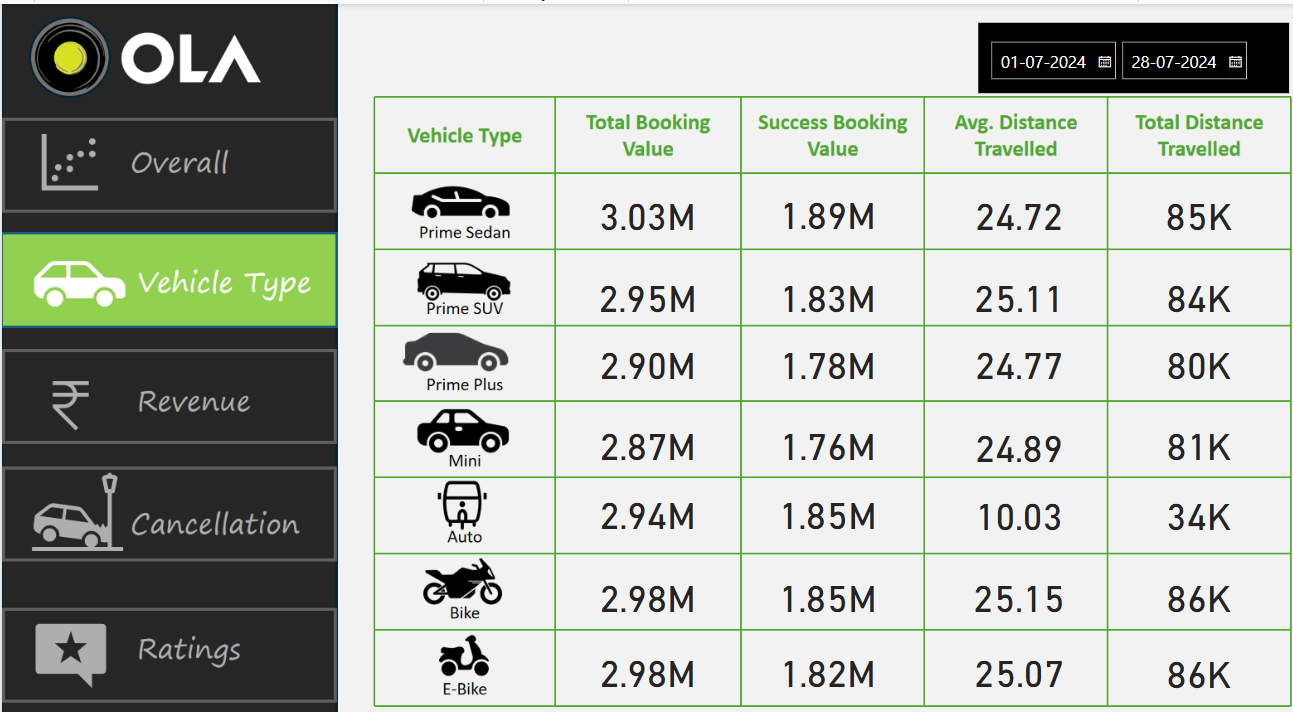 OLA
01-07-2024 28-07-2024
Overall
Vehicle Type
Revenue
Cancellation
Ratings
Vehicle Type Total Booking Value Success Booking Value Avg. Distance Travelled Total Distance Travelled
Prime Sedan 3.03M 1.89M 24.72 85K
Prime SUV 2.95M 1.83M 25.11 84K
Prime Plus 2.90M 1.78M 24.77 80K
Mini 2.87M 1.76M 24.89 81K
Auto 2.94M 1.85M 10.03 34K
Bike 2.98M 1.85M 25.15 86K
E-Bike 2.98M 1.82M 25.07 86K